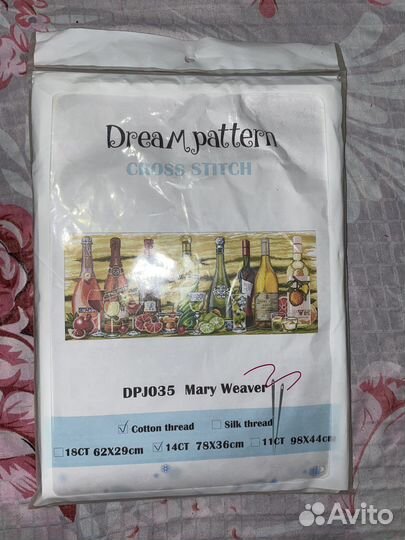 Dream pattern
CROSS STITCH
DPJ035 Mary Weaver
Cotton thread Silk thread
18CT 62X29cm 14CT 78X36cm 11CT 98X44cm
Avito